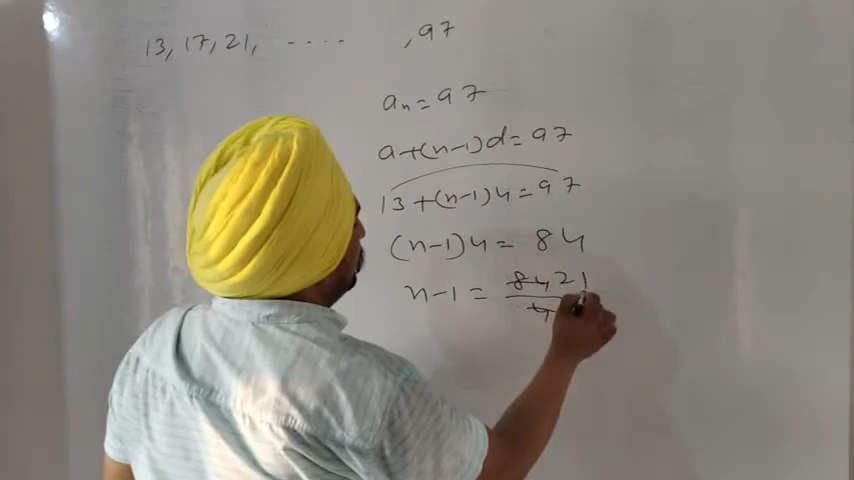 13, 17, 21, ..... , 97
an = 97
a+(n-1)d = 97
13+(n-1)4 = 97
(n-1)4 = 84
n-1 = 84/4 21